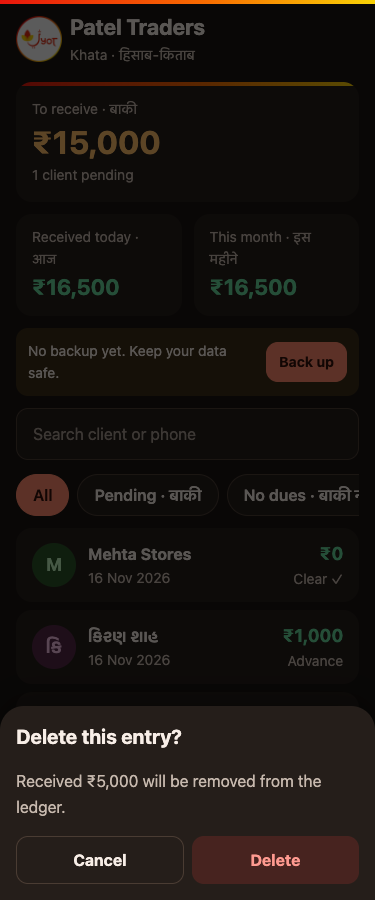 Jyot
Patel Traders
Khata · हिसाब-किताब
To receive · बाकी
₹15,000
1 client pending
Received today ·
आज
₹16,500
This month · इस
महीने
₹16,500
No backup yet. Keep your data
safe.
Back up
Search client or phone
All
Pending · बाकी
No dues · बाकी
M
Mehta Stores
16 Nov 2026
₹0
Clear ✓
કિ
કિરણ શાહ
16 Nov 2026
₹1,000
Advance
Delete this entry?
Received ₹5,000 will be removed from the
ledger.
Cancel
Delete